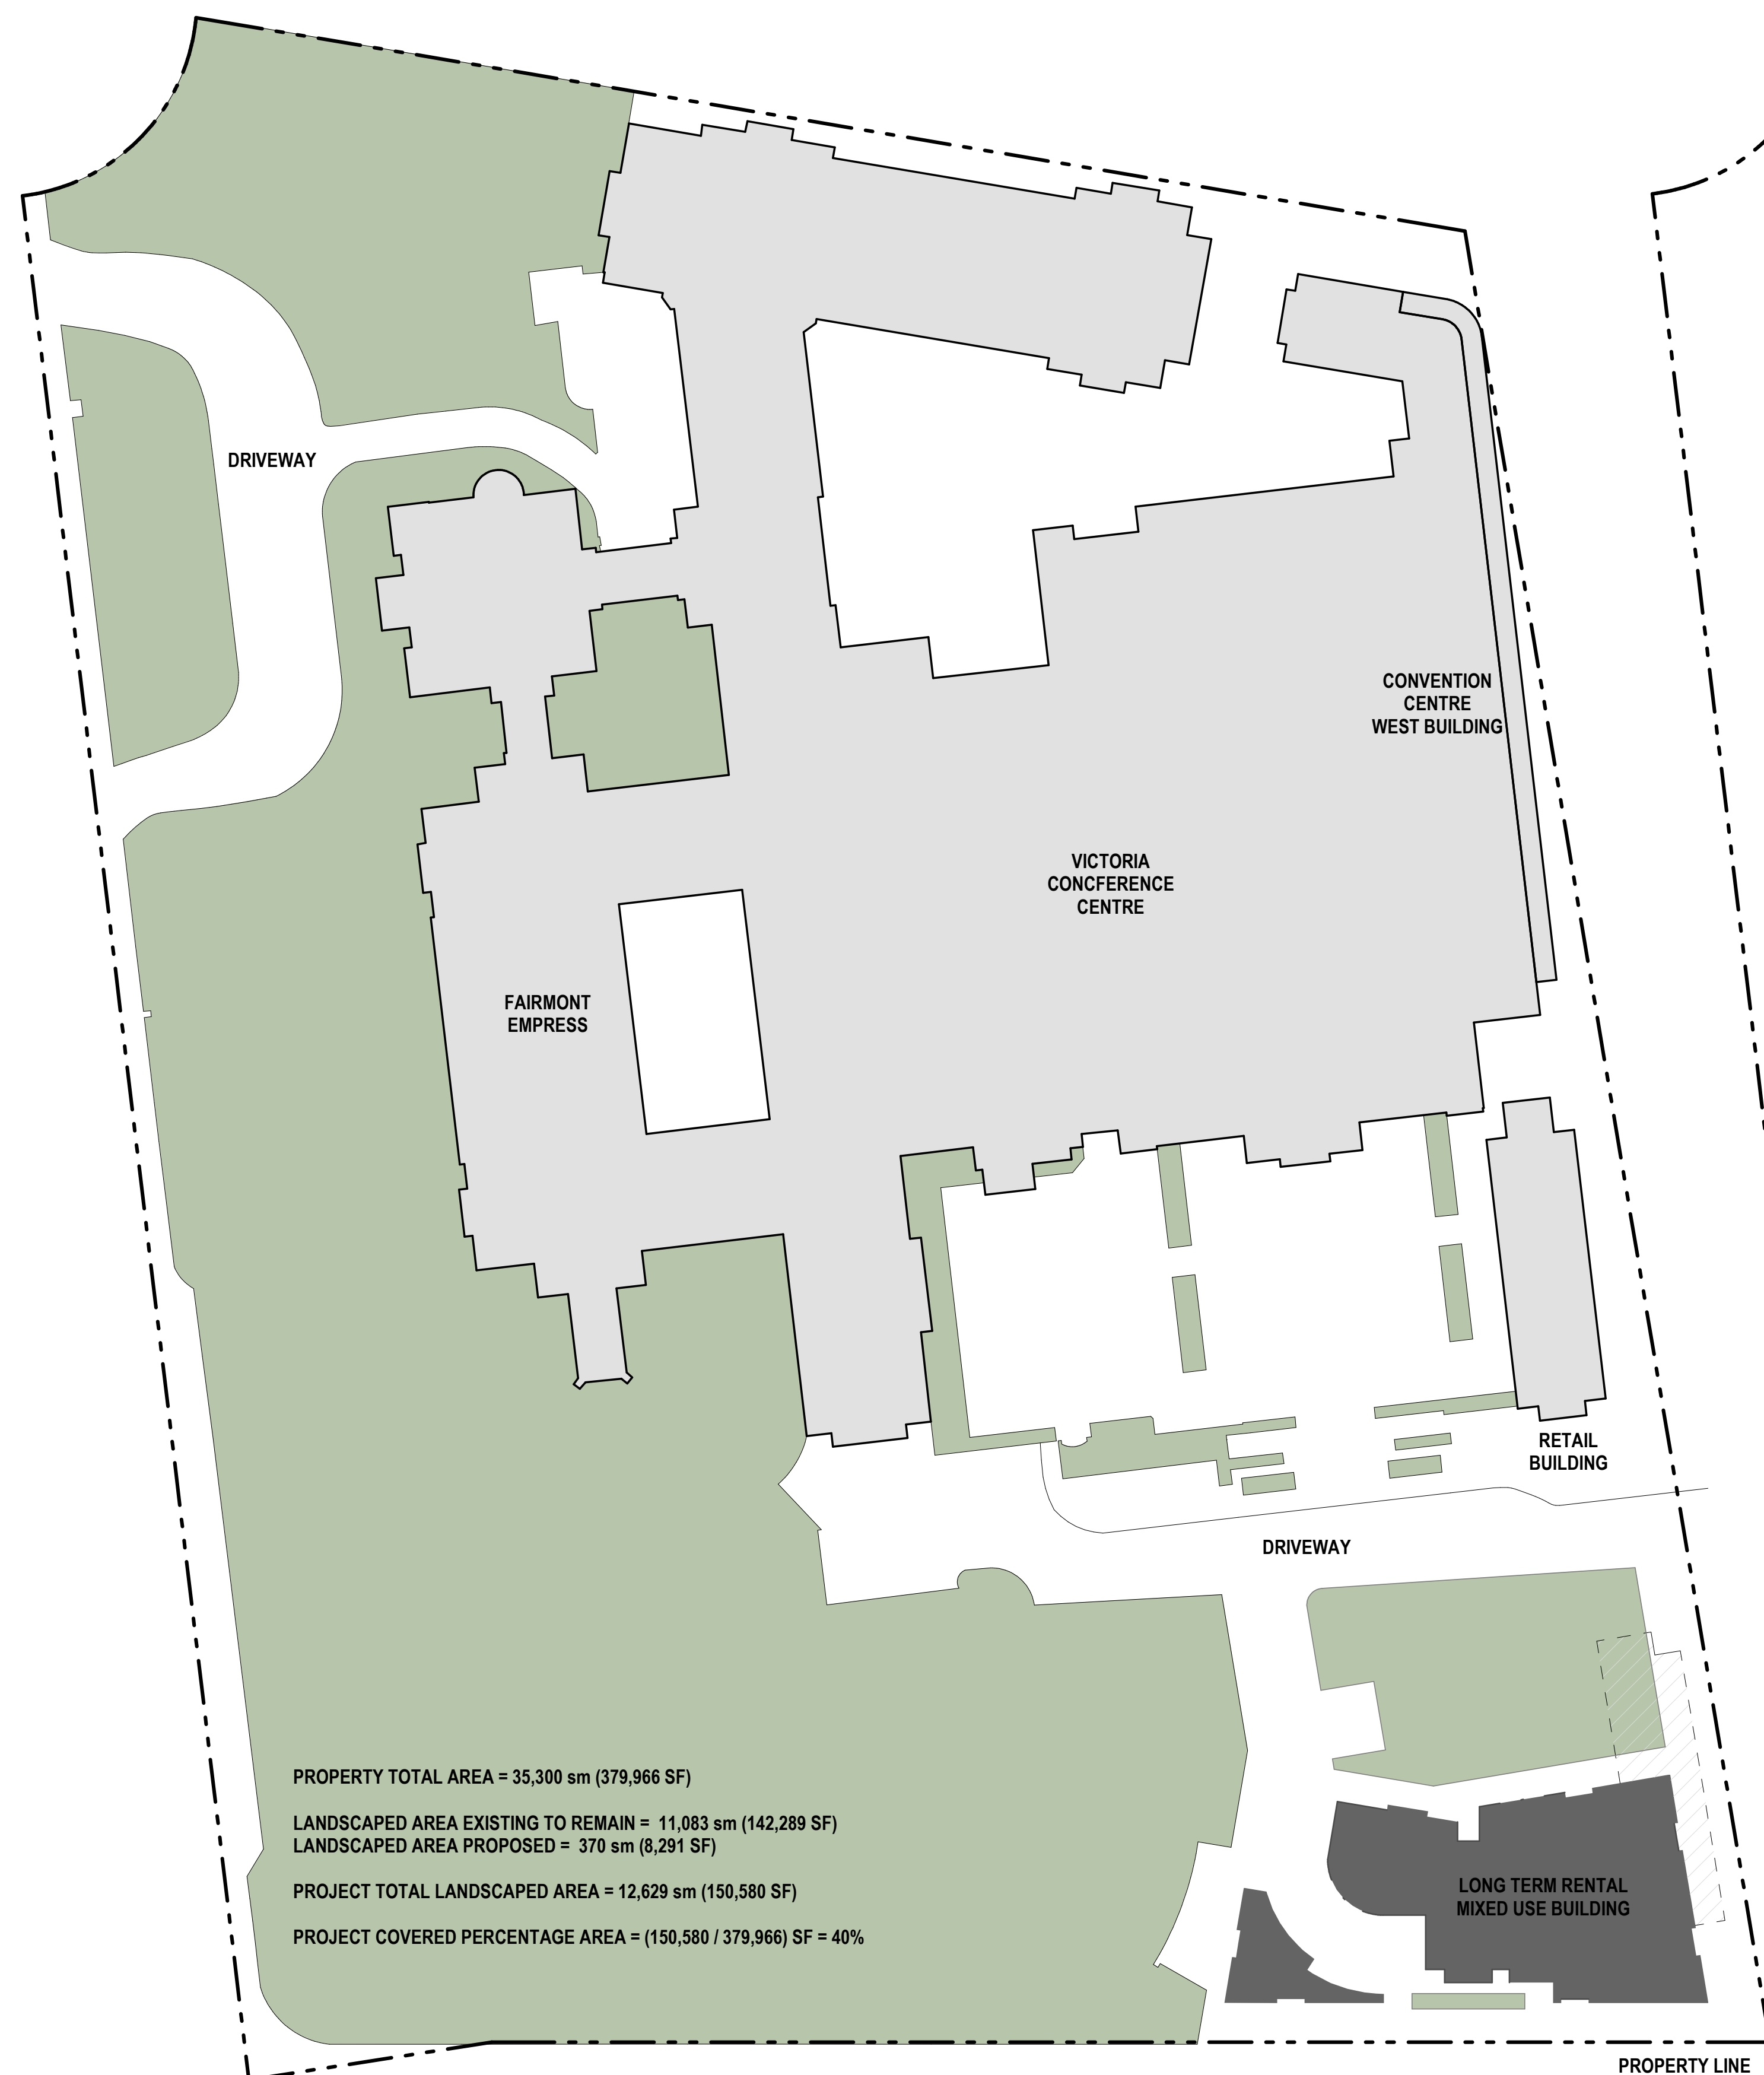 DRIVEWAY
CONVENTION
CENTRE
WEST BUILDING
VICTORIA
CONCFERENCE
CENTRE
FAIRMONT
EMPRESS
RETAIL
BUILDING
DRIVEWAY
PROPERTY TOTAL AREA = 35,300 sm (379,966 SF)
LANDSCAPED AREA EXISTING TO REMAIN = 11,083 sm (142,289 SF)
LANDSCAPED AREA PROPOSED = 370 sm (8,291 SF)
PROJECT TOTAL LANDSCAPED AREA = 12,629 sm (150,580 SF)
PROJECT COVERED PERCENTAGE AREA = (150,580 / 379,966) SF = 40%
LONG TERM RENTAL
MIXED USE BUILDING
PROPERTY LINE